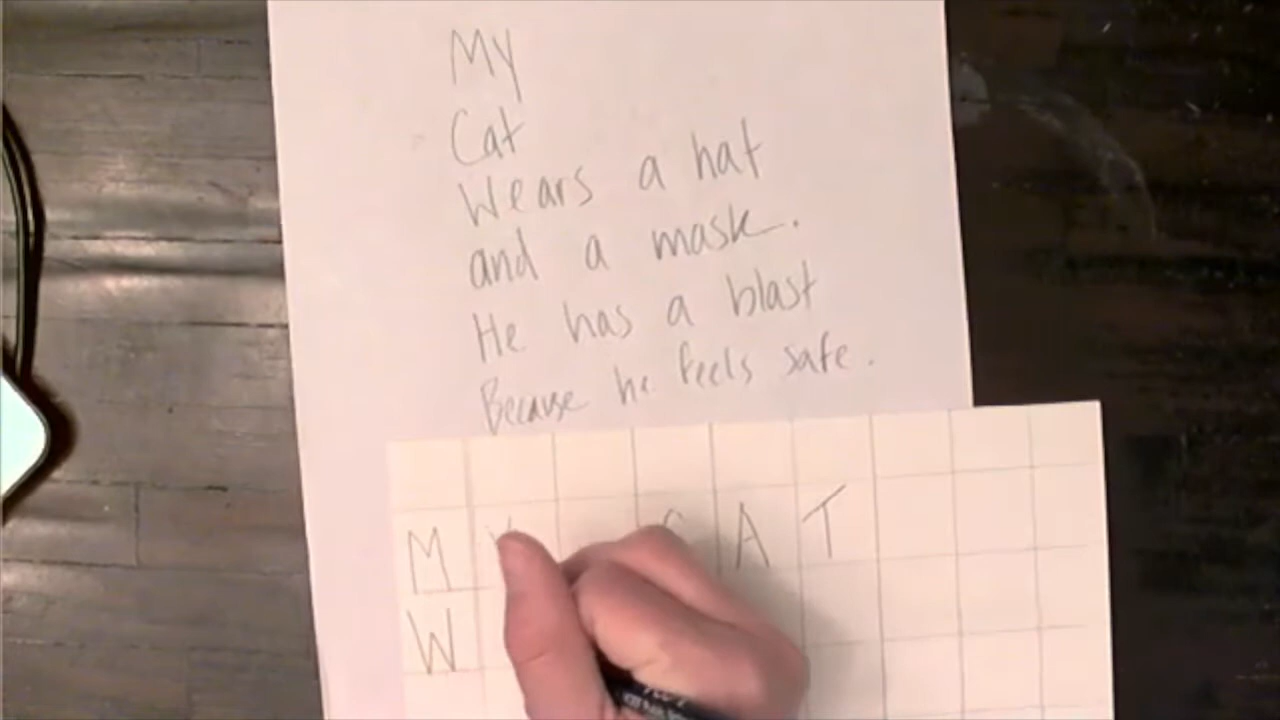 My
Cat
Wears a hat
and a mask.
He has a blast
Because he feels safe.
M Y C A T
W